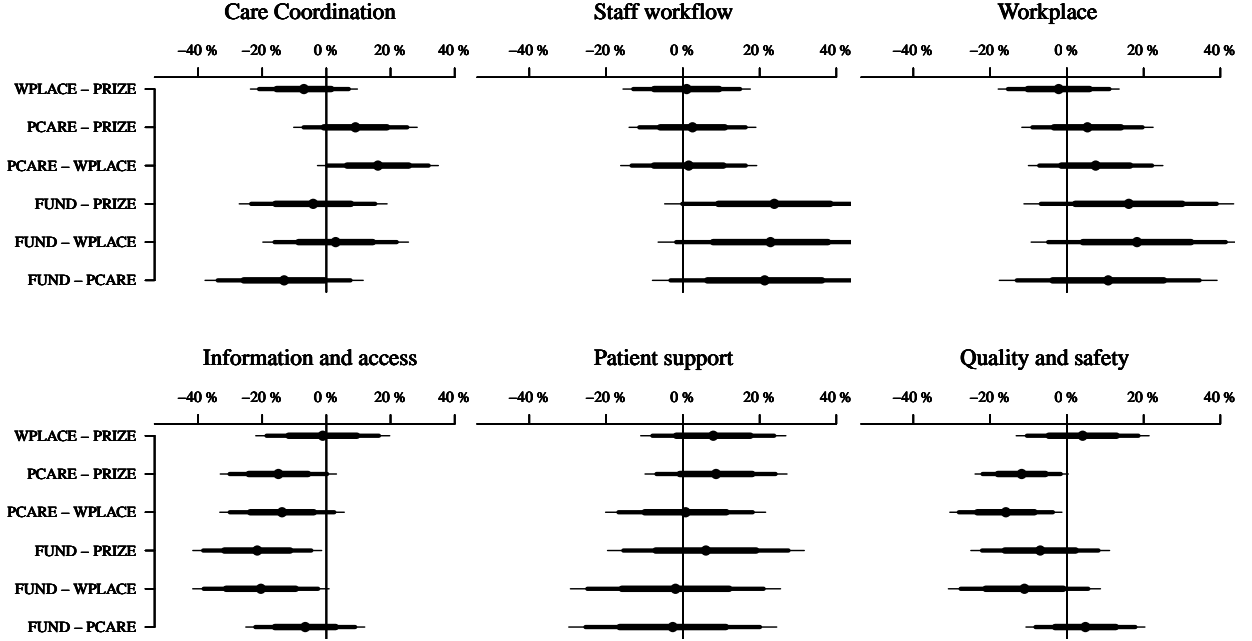 Care Coordination Staff workflow Workplace
−40 % −20 % 0 % 20 % 40 % −40 % −20 % 0 % 20 % 40 % −40 % −20 % 0 % 20 % 40 %
WPLACE – PRIZE
PCARE – PRIZE
PCARE – WPLACE
FUND – PRIZE
FUND – WPLACE
FUND – PCARE
Information and access Patient support Quality and safety
−40 % −20 % 0 % 20 % 40 % −40 % −20 % 0 % 20 % 40 % −40 % −20 % 0 % 20 % 40 %
WPLACE – PRIZE
PCARE – PRIZE
PCARE – WPLACE
FUND – PRIZE
FUND – WPLACE
FUND – PCARE